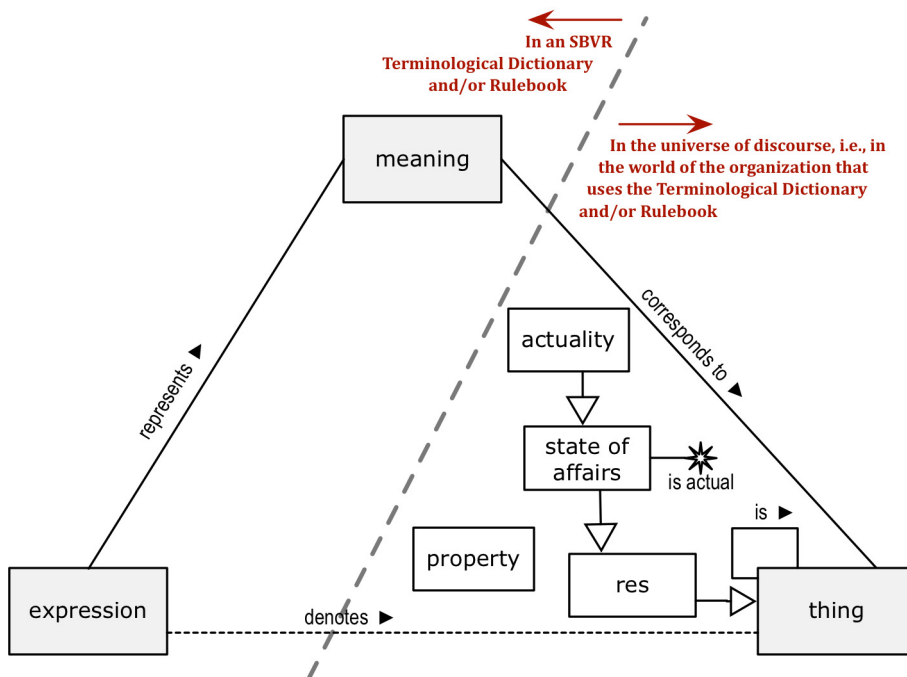 In an SBVR
Terminological Dictionary
and/or Rulebook
In the universe of discourse, i.e., in
the world of the organization that
uses the Terminological Dictionary
and/or Rulebook
meaning
represents ►
corresponds to ►
actuality
state of
affairs
is actual
is ►
property
res
expression
denotes ►
thing